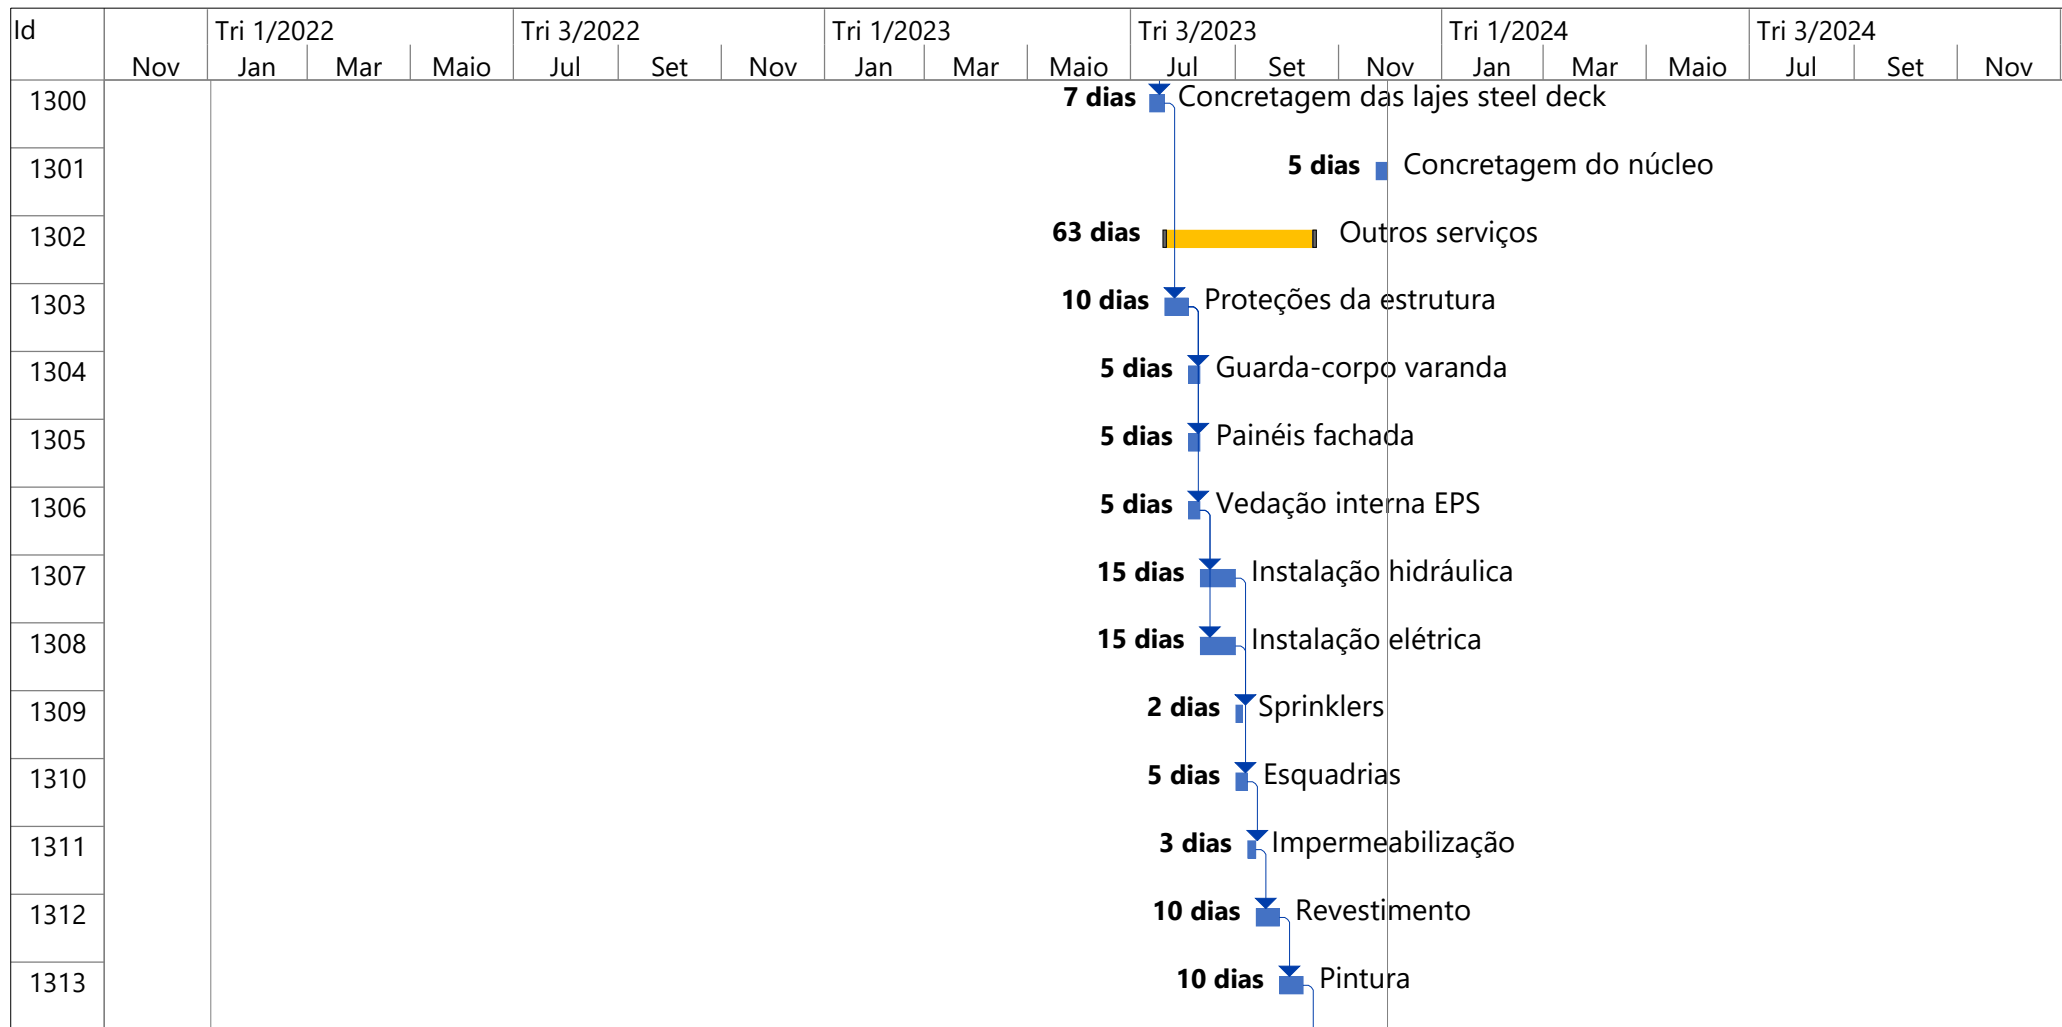 Id Tri 1/2022 Tri 3/2022 Tri 1/2023 Tri 3/2023 Tri 1/2024 Tri 3/2024
Nov Jan Mar Maio Jul Set Nov Jan Mar Maio Jul Set Nov Jan Mar Maio Jul Set Nov
1300 7 dias Concretagem das lajes steel deck
1301 5 dias Concretagem do núcleo
1302 63 dias Outros serviços
1303 10 dias Proteções da estrutura
1304 5 dias Guarda-corpo varanda
1305 5 dias Painéis fachada
1306 5 dias Vedação interna EPS
1307 15 dias Instalação hidráulica
1308 15 dias Instalação elétrica
1309 2 dias Sprinklers
1310 5 dias Esquadrias
1311 3 dias Impermeabilização
1312 10 dias Revestimento
1313 10 dias Pintura